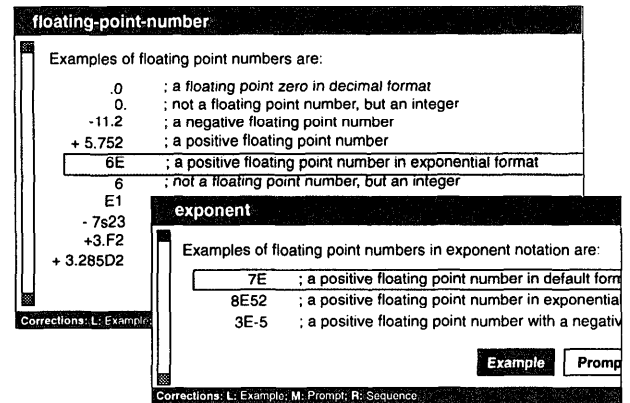 floating-point-number
Examples of floating point numbers are:
.0 ; a floating point zero in decimal format
0. ; not a floating point number, but an integer
-11.2 ; a negative floating point number
+ 5.752 ; a positive floating point number
6E ; a positive floating point number in exponential format
6 ; not a floating point number, but an integer
E1
- 7s23
+3.F2
+ 3.285D2
Corrections: L: Example;
exponent
Examples of floating point numbers in exponent notation are:
7E ; a positive floating point number in default form
8E52 ; a positive floating point number in exponential
3E-5 ; a positive floating point number with a negativ
Example Promp
Corrections: L: Example; M: Prompt; R: Sequence